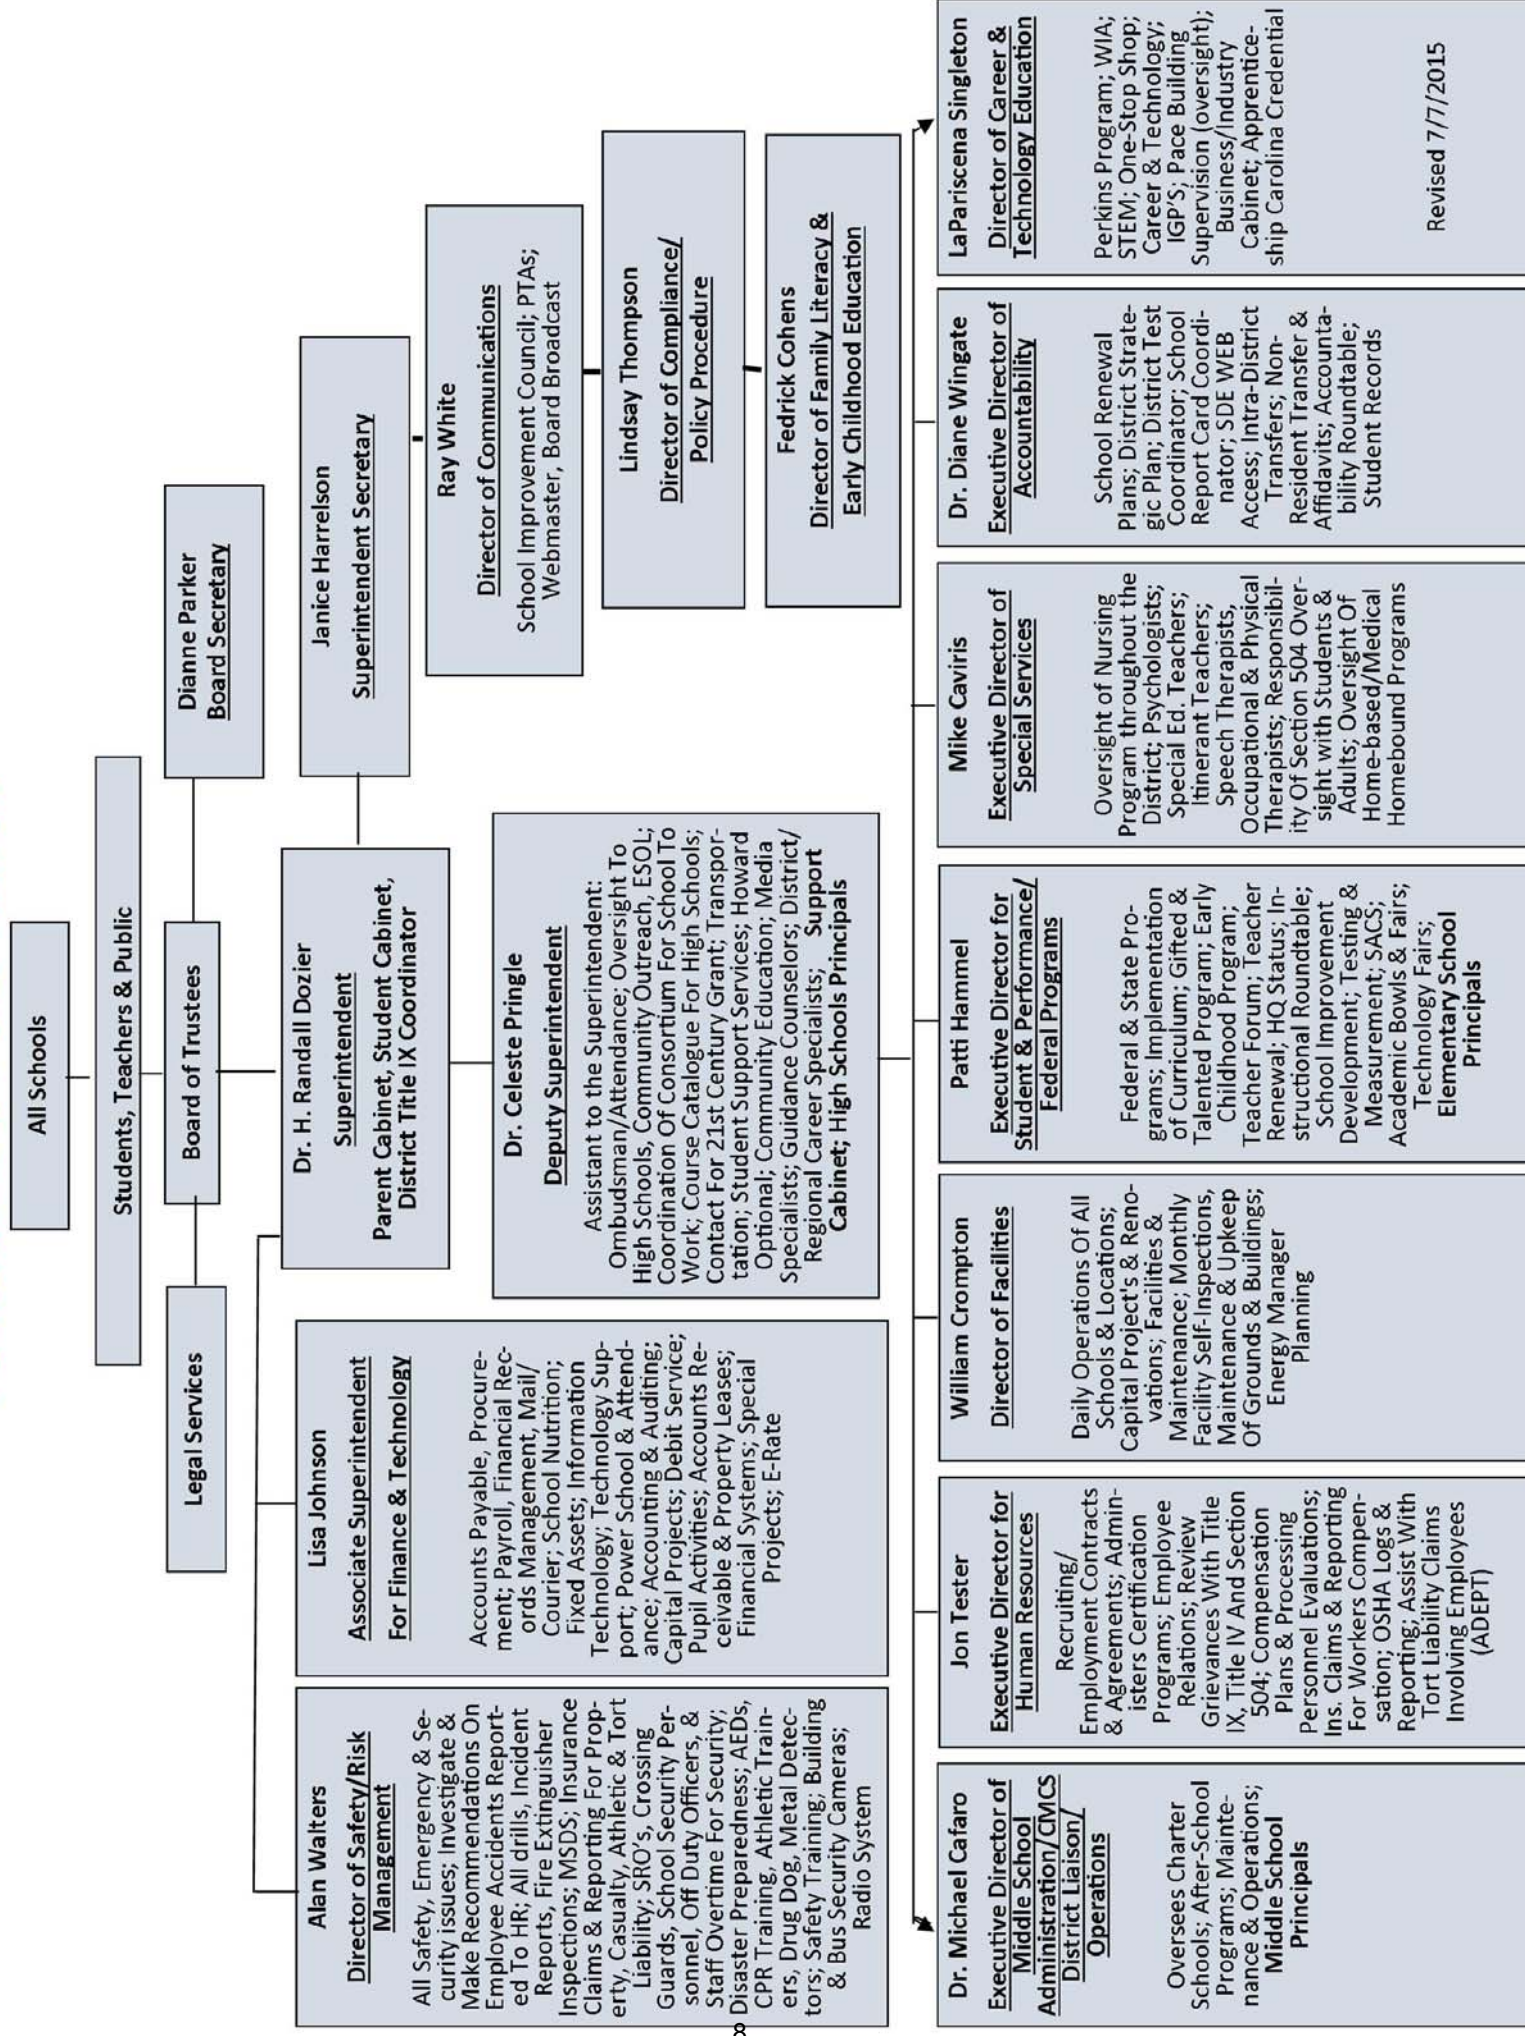 All Schools
Students, Teachers & Public
Legal Services
Board of Trustees
Dianne Parker
Board Secretary
Dr. H. Randall Dozier
Superintendent
Parent Cabinet, Student Cabinet,
District Title IX Coordinator
Janice Harrelson
Superintendent Secretary
Alan Walters
Director of Safety/Risk
Management
All Safety, Emergency & Se-
curity issues; Investigate &
Make Recommendations On
Employee Accidents Report-
ed To HR; All drills, Incident
Reports, Fire Extinguisher
Inspections; MSDS; Insurance
Claims & Reporting For Prop-
erty, Casualty, Athletic & Tort
Liability; SRO's, Crossing
Guards, School Security Per-
sonnel, Off Duty Officers, &
Staff Overtime For Security;
Disaster Preparedness; AEDs,
CPR Training, Athletic Train-
ers, Drug Dog, Metal Detec-
tors; Safety Training; Building
& Bus Security Cameras;
Radio System
Lisa Johnson
Associate Superintendent
For Finance & Technology
Accounts Payable, Procure-
ment; Payroll, Financial Rec-
ords Management, Mail/
Courier; School Nutrition;
Fixed Assets; Information
Technology; Technology Sup-
port; Power School & Attend-
ance; Accounting & Auditing;
Capital Projects; Debit Service;
Pupil Activities; Accounts Re-
ceivable & Property Leases;
Financial Systems; Special
Projects; E-Rate
Dr. Celeste Pringle
Deputy Superintendent
Assistant to the Superintendent:
Ombudsman/Attendance; Oversight To
High Schools, Community Outreach, ESOL;
Coordination Of Consortium For School To
Work; Course Catalogue For High Schools;
Contact For 21st Century Grant; Transpor-
tation; Student Support Services; Howard
Optional; Community Education; Media
Specialists; Guidance Counselors; District/
Regional Career Specialists; Support
Cabinet; High Schools Principals
Ray White
Director of Communications
School Improvement Council; PTAs;
Webmaster, Board Broadcast
Lindsay Thompson
Director of Compliance/
Policy Procedure
Fedrick Cohens
Director of Family Literacy &
Early Childhood Education
Dr. Michael Cafaro
Executive Director of
Middle School
Administration/CMCS
District Liaison/
Operations
Oversees Charter
Schools; After-School
Programs; Mainte-
nance & Operations;
Middle School
Principals
Jon Tester
Executive Director for
Human Resources
Recruiting/
Employment Contracts
& Agreements; Admin-
isters Certification
Programs; Employee
Relations; Review
Grievances With Title
IX, Title IV And Section
504; Compensation
Plans & Processing
Personnel Evaluations;
Ins. Claims & Reporting
For Workers Compen-
sation; OSHA Logs &
Reporting; Assist With
Tort Liability Claims
Involving Employees
(ADEPT)
William Crompton
Director of Facilities
Daily Operations Of All
Schools & Locations;
Capital Project's & Reno-
vations; Facilities &
Maintenance; Monthly
Facility Self-Inspections,
Maintenance & Upkeep
Of Grounds & Buildings;
Energy Manager
Planning
Patti Hammel
Executive Director for
Student & Performance/
Federal Programs
Federal & State Pro-
grams; Implementation
of Curriculum; Gifted &
Talented Program; Early
Childhood Program;
Teacher Forum; Teacher
Renewal; HQ Status; In-
structional Roundtable;
School Improvement
Development; Testing &
Measurement; SACS;
Academic Bowls & Fairs;
Technology Fairs;
Elementary School
Principals
Mike Caviris
Executive Director of
Special Services
Oversight of Nursing
Program throughout the
District; Psychologists;
Special Ed. Teachers;
Itinerant Teachers;
Speech Therapists,
Occupational & Physical
Therapists; Responsibil-
ity Of Section 504 Over-
sight with Students &
Adults; Oversight Of
Home-based/Medical
Homebound Programs
Dr. Diane Wingate
Executive Director of
Accountability
School Renewal
Plans; District Strate-
gic Plan; District Test
Coordinator; School
Report Card Coordi-
nator; SDE WEB
Access; Intra-District
Transfers; Non-
Resident Transfer &
Affidavits; Accounta-
bility Roundtable;
Student Records
LaPariscena Singleton
Director of Career &
Technology Education
Perkins Program; WIA;
STEM; One-Stop Shop;
Career & Technology;
IGP'S; Pace Building
Supervision (oversight);
Business/Industry
Cabinet; Apprentice-
ship Carolina Credential
Revised 7/7/2015
8